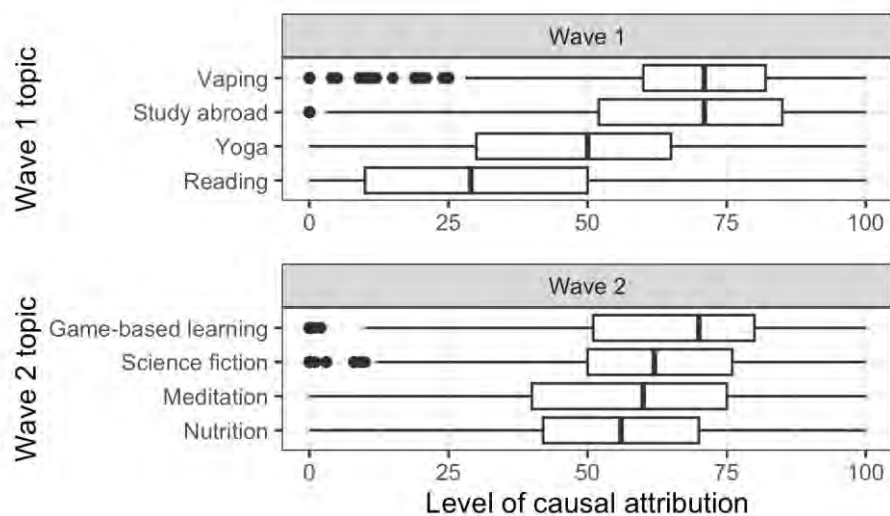 Wave 1 topic
Wave 1
Vaping
Study abroad
Yoga
Reading
0 25 50 75 100
Wave 2 topic
Wave 2
Game-based learning
Science fiction
Meditation
Nutrition
0 25 50 75 100
Level of causal attribution